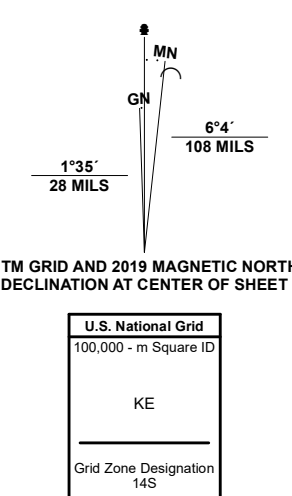 MN
GN
6°4´
108 MILS
1°35´
28 MILS
TM GRID AND 2019 MAGNETIC NORTH
DECLINATION AT CENTER OF SHEET
U.S. National Grid
100,000 - m Square ID
KE
Grid Zone Designation
14S